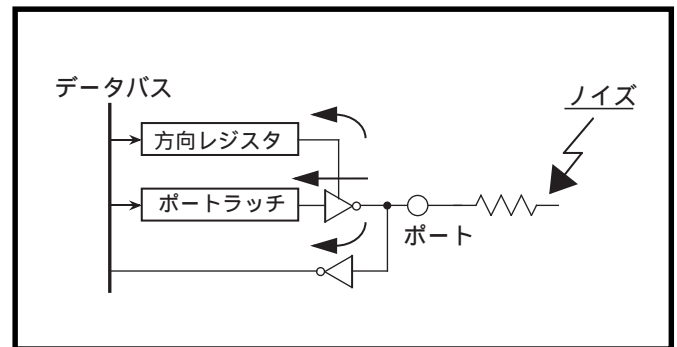 データバス
ノイズ
方向レジスタ
ポートラッチ
ポート